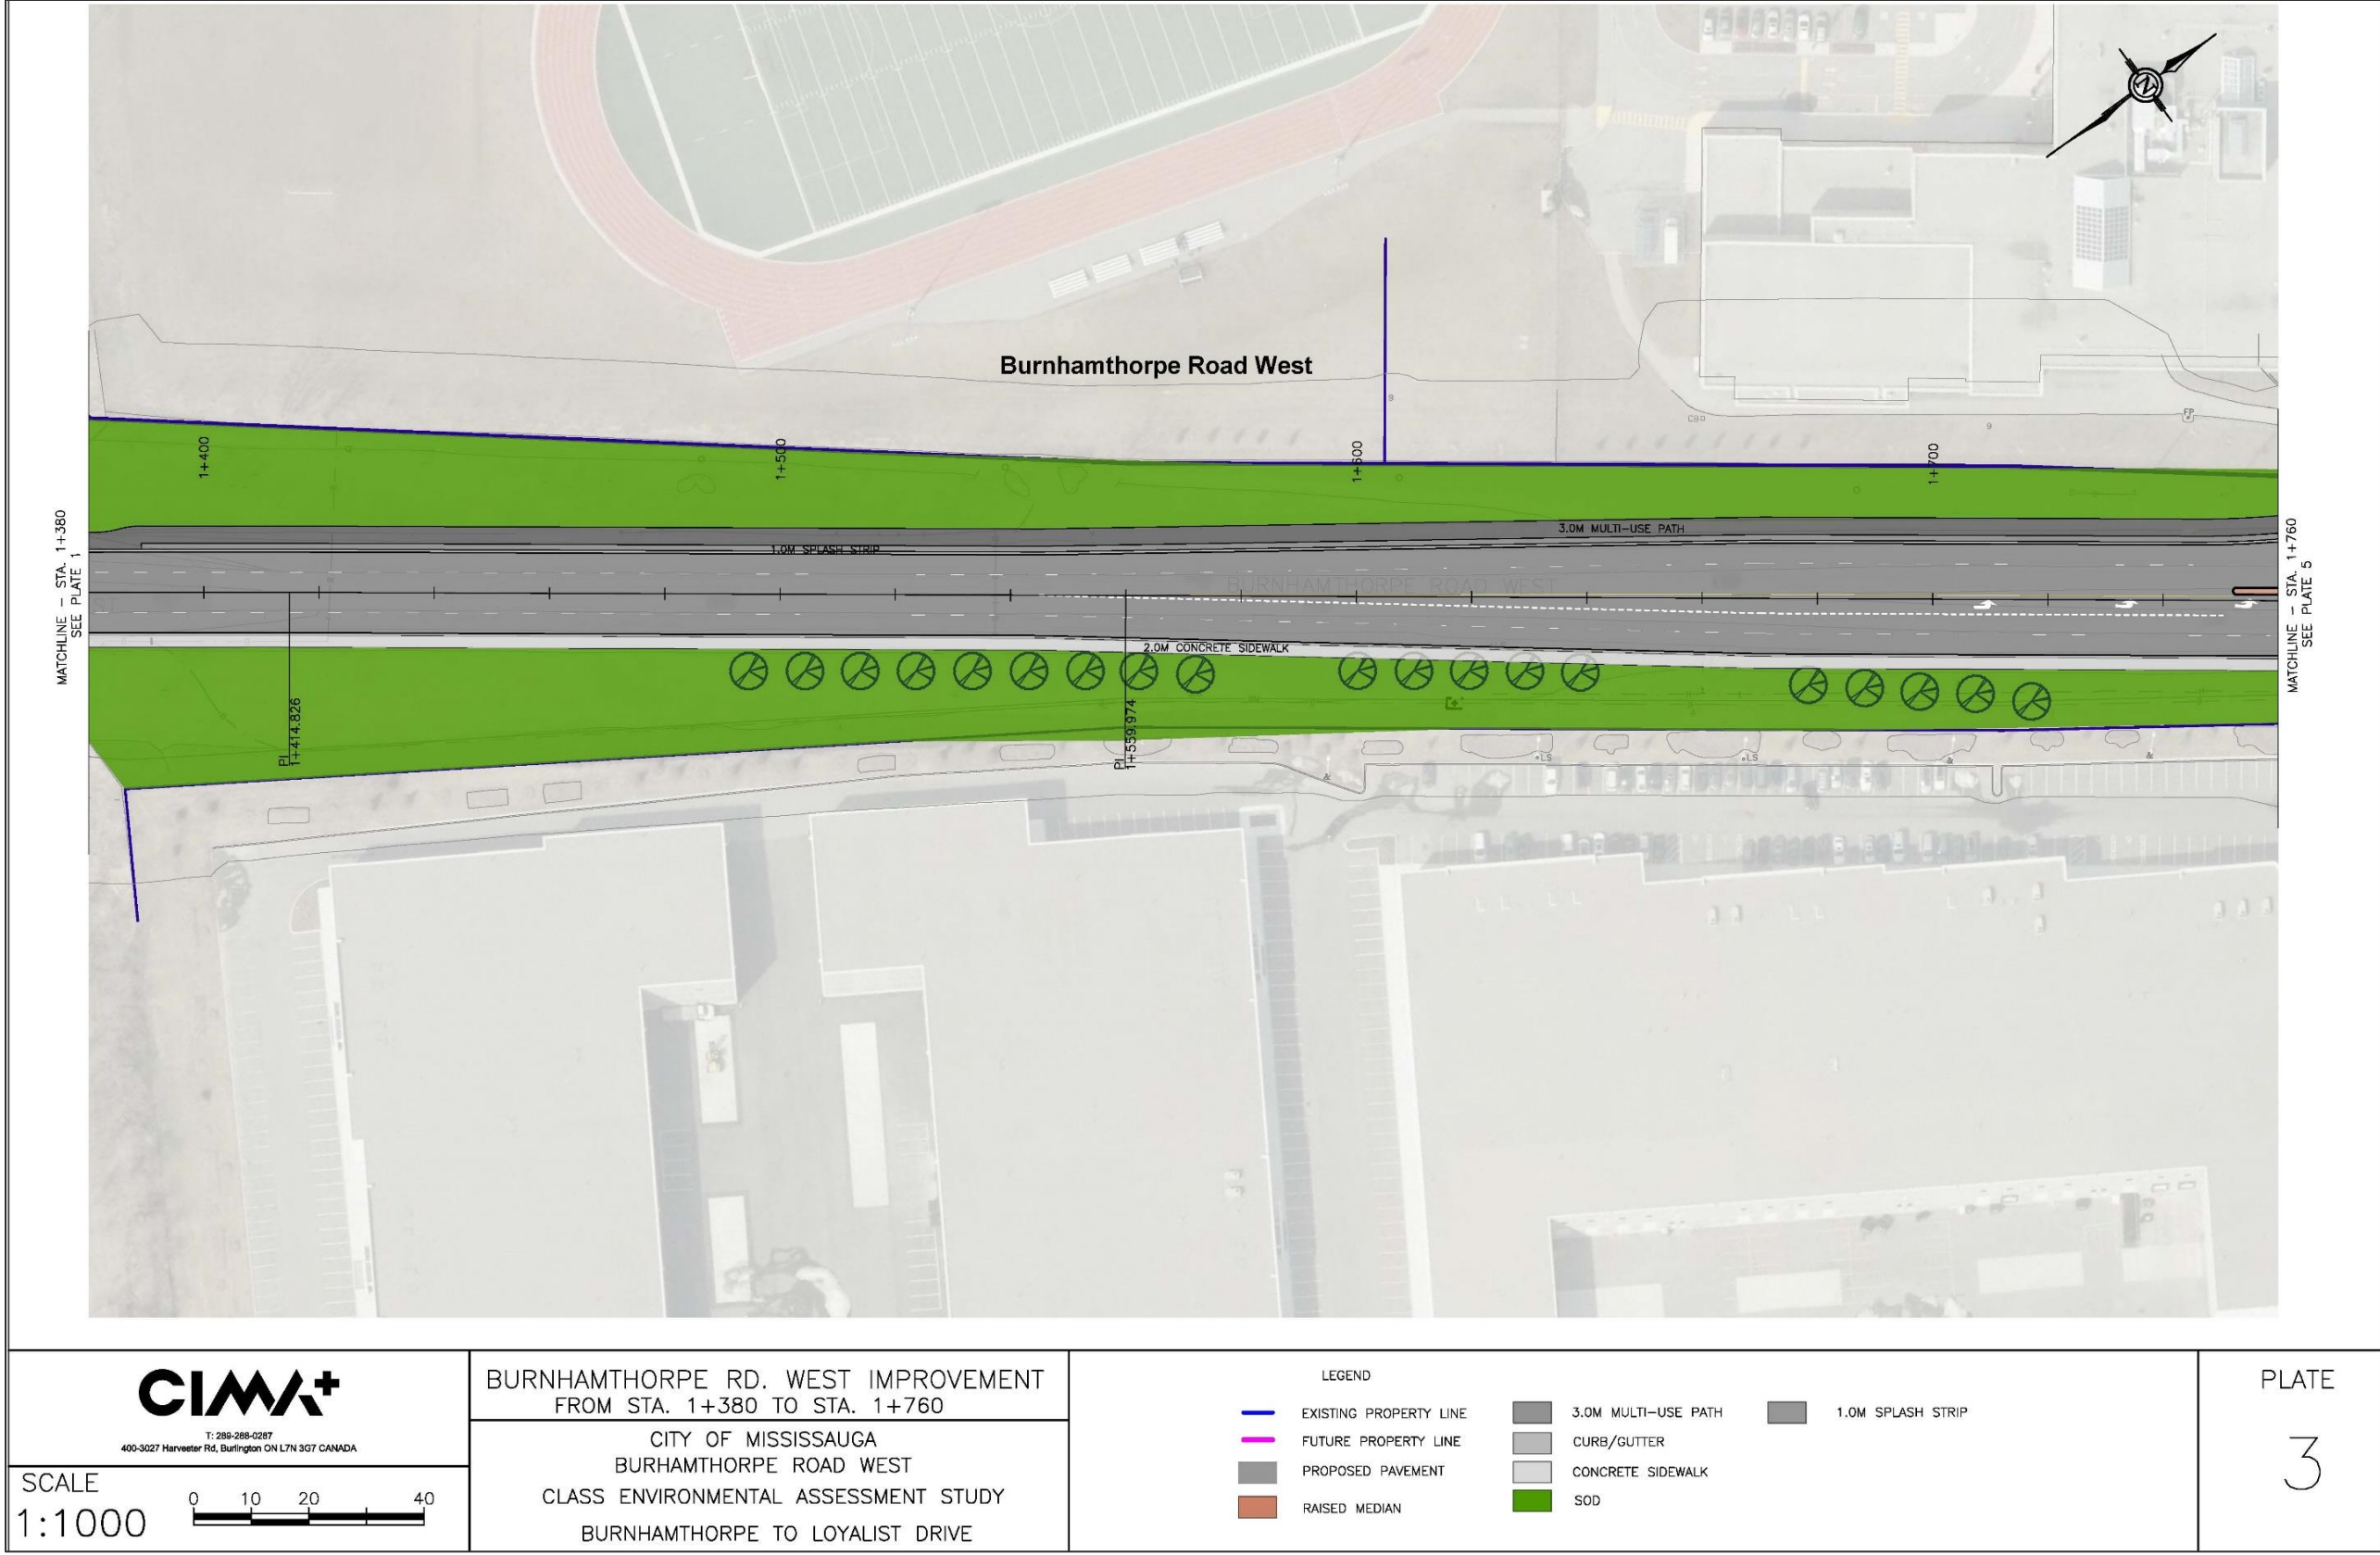 Burnhamthorpe Road West
1+400
1+500
1+600
1+700
MATCHLINE – STA. 1+380
SEE PLATE 1
MATCHLINE – STA. 1+760
SEE PLATE 5
3.0M MULTI-USE PATH
1.0M SPLASH STRIP
BURNHAMTHORPE ROAD WEST
2.0M CONCRETE SIDEWALK
PI 1+414.826
PI 1+559.974
9
CBD
9
FP
LS
LS
&
&
&
CIMA+
T: 289-288-0287
400-3027 Harvester Rd, Burlington ON L7N 3G7 CANADA
SCALE
1:1000
0 10 20 40
BURNHAMTHORPE RD. WEST IMPROVEMENT
FROM STA. 1+380 TO STA. 1+760
CITY OF MISSISSAUGA
BURHAMTHORPE ROAD WEST
CLASS ENVIRONMENTAL ASSESSMENT STUDY
BURNHAMTHORPE TO LOYALIST DRIVE
LEGEND
EXISTING PROPERTY LINE
FUTURE PROPERTY LINE
PROPOSED PAVEMENT
RAISED MEDIAN
3.0M MULTI-USE PATH
CURB/GUTTER
CONCRETE SIDEWALK
SOD
1.0M SPLASH STRIP
PLATE
3